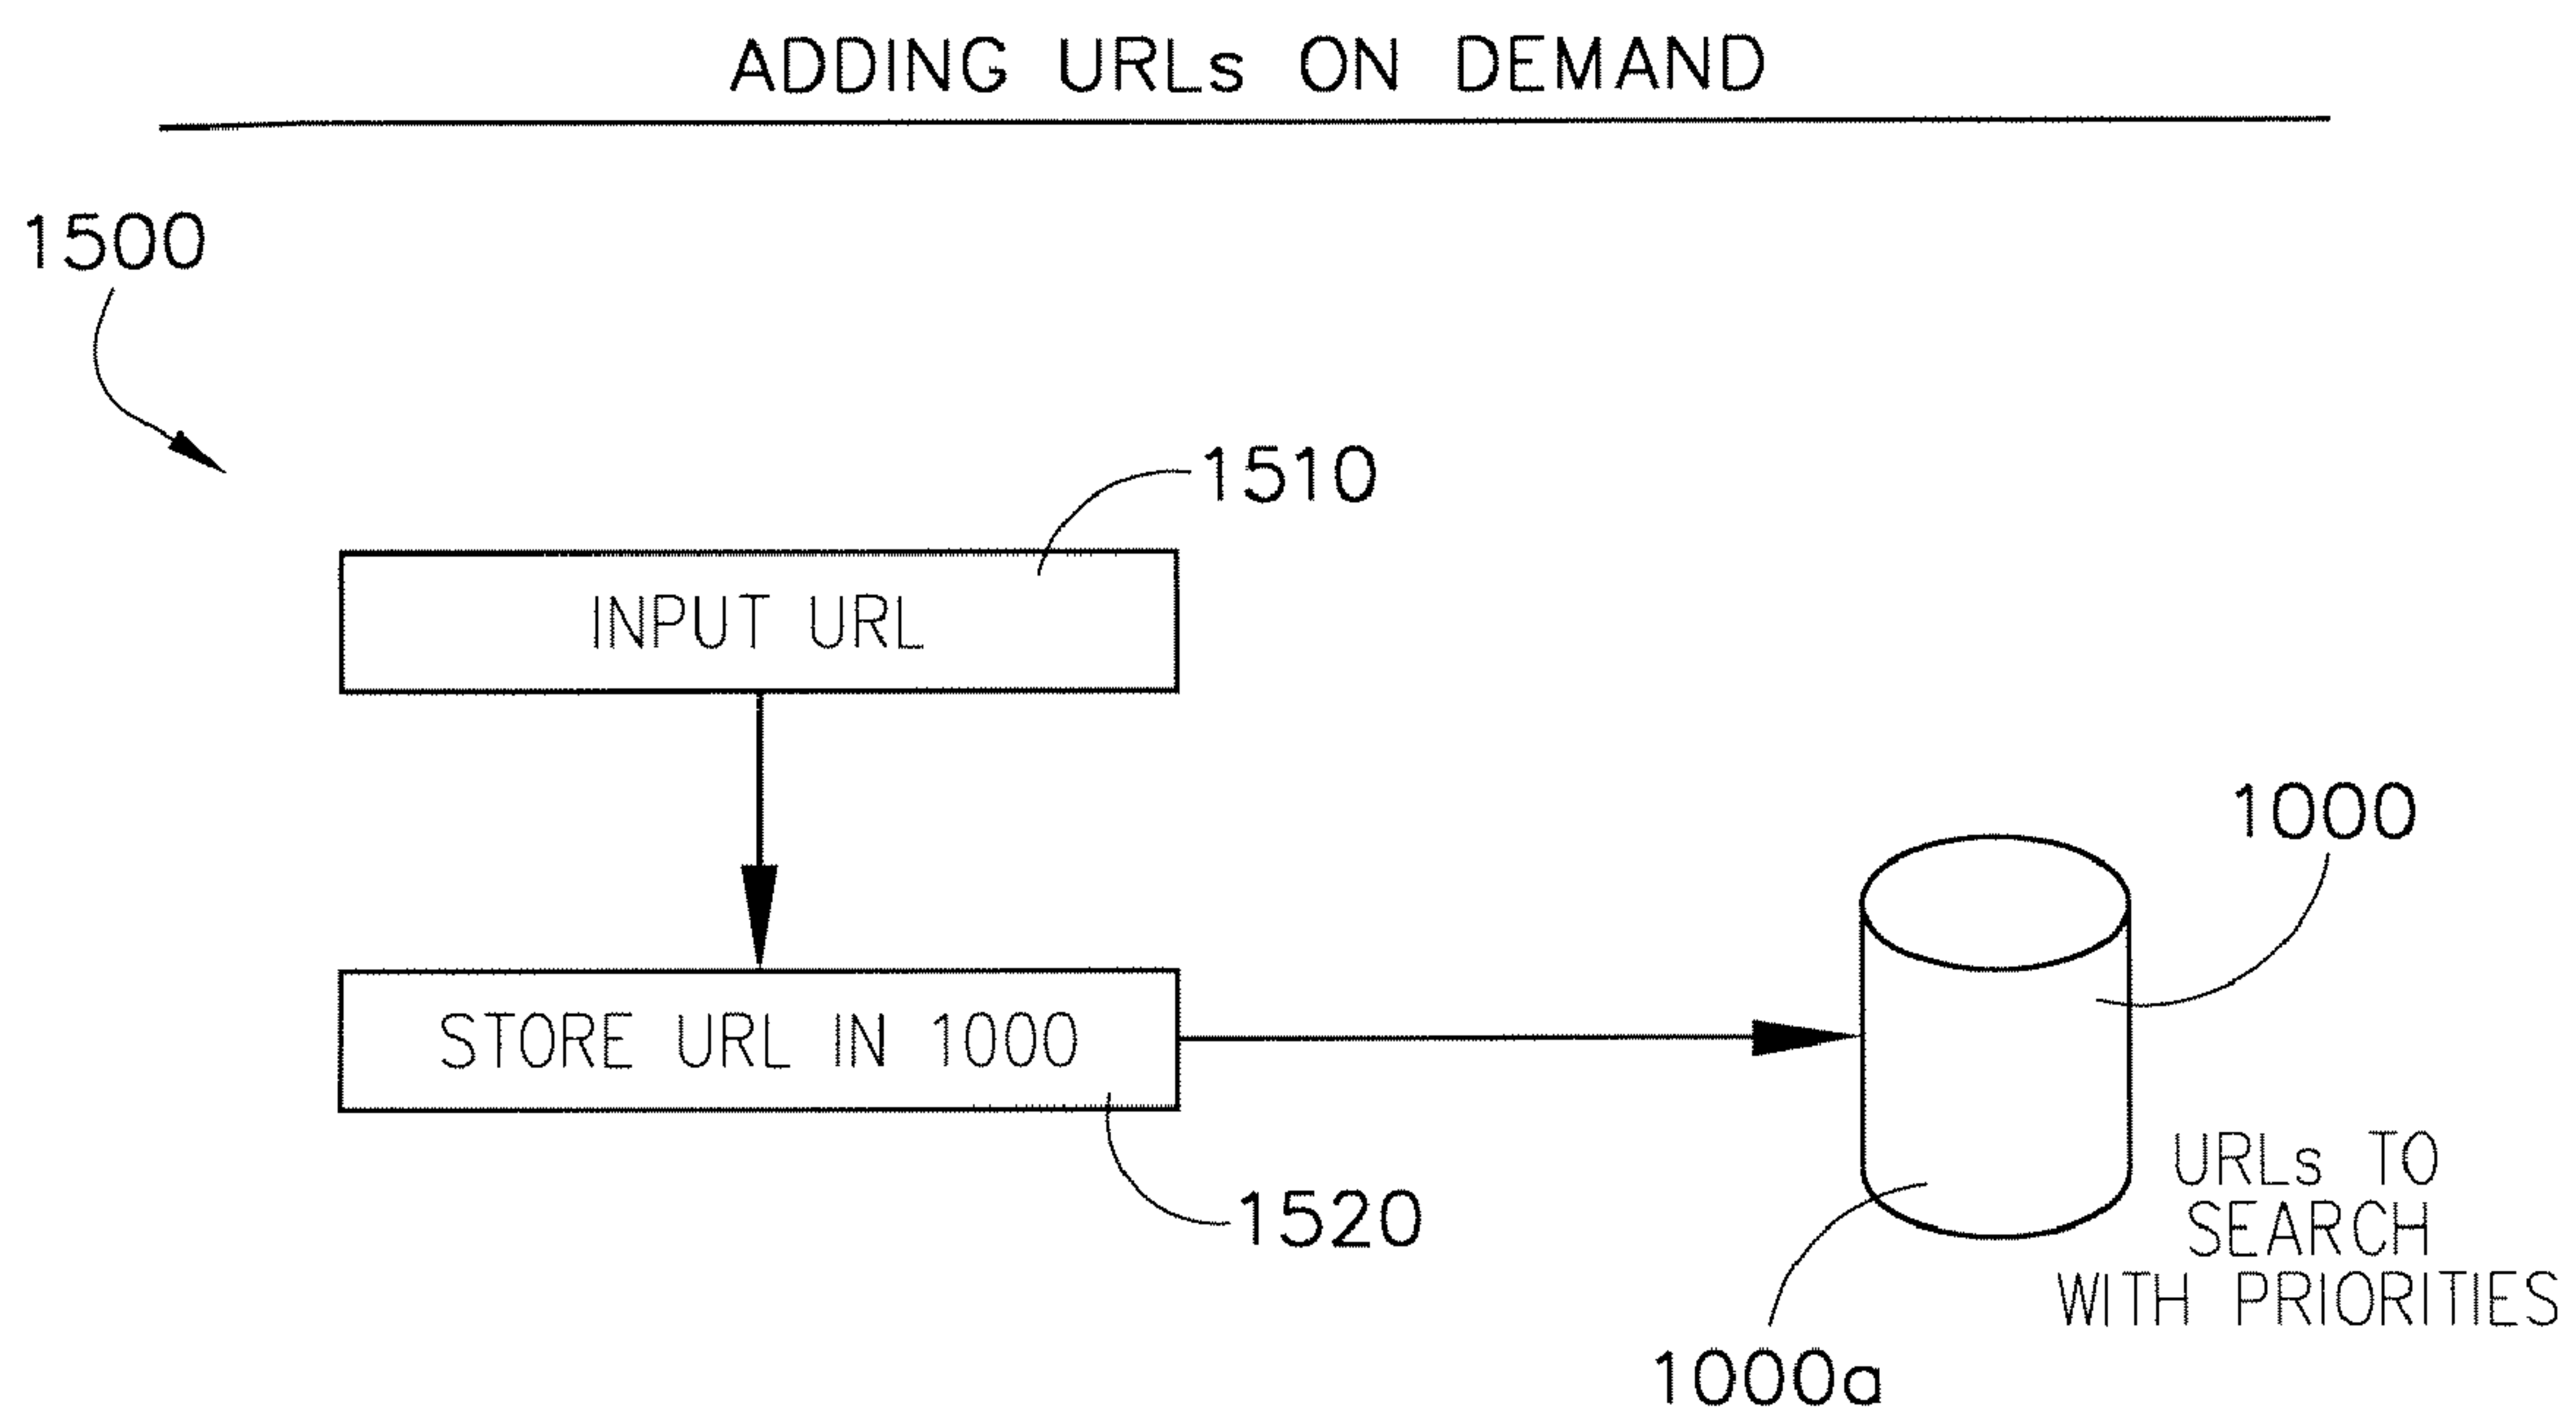 ADDING URLs ON DEMAND
1500
1510
INPUT URL
1000
STORE URL IN 1000
1520
URLs TO
SEARCH
WITH PRIORITIES
1000a